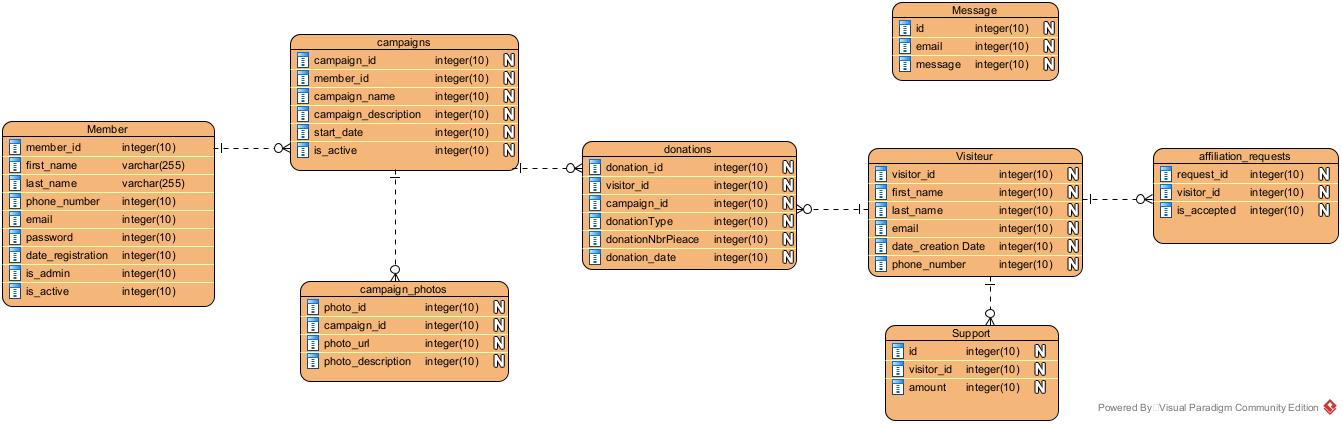 Message
id integer(10) N
email integer(10) N
message integer(10) N
campaigns
campaign_id integer(10) N
member_id integer(10) N
campaign_name integer(10) N
campaign_description integer(10) N
start_date integer(10) N
is_active integer(10) N
Member
member_id integer(10)
first_name varchar(255)
last_name varchar(255)
phone_number integer(10)
email integer(10)
password integer(10)
date_registration integer(10)
is_admin integer(10)
is_active integer(10)
donations
donation_id integer(10) N
visitor_id integer(10) N
campaign_id integer(10) N
donationType integer(10) N
donationNbrPieace integer(10) N
donation_date integer(10) N
Visiteur
visitor_id integer(10) N
first_name integer(10) N
last_name integer(10) N
email integer(10) N
date_creation Date integer(10) N
phone_number integer(10) N
affiliation_requests
request_id integer(10) N
visitor_id integer(10) N
is_accepted integer(10) N
campaign_photos
photo_id integer(10) N
campaign_id integer(10) N
photo_url integer(10) N
photo_description integer(10) N
Support
id integer(10) N
visitor_id integer(10) N
amount integer(10) N
Powered By Visual Paradigm Community Edition